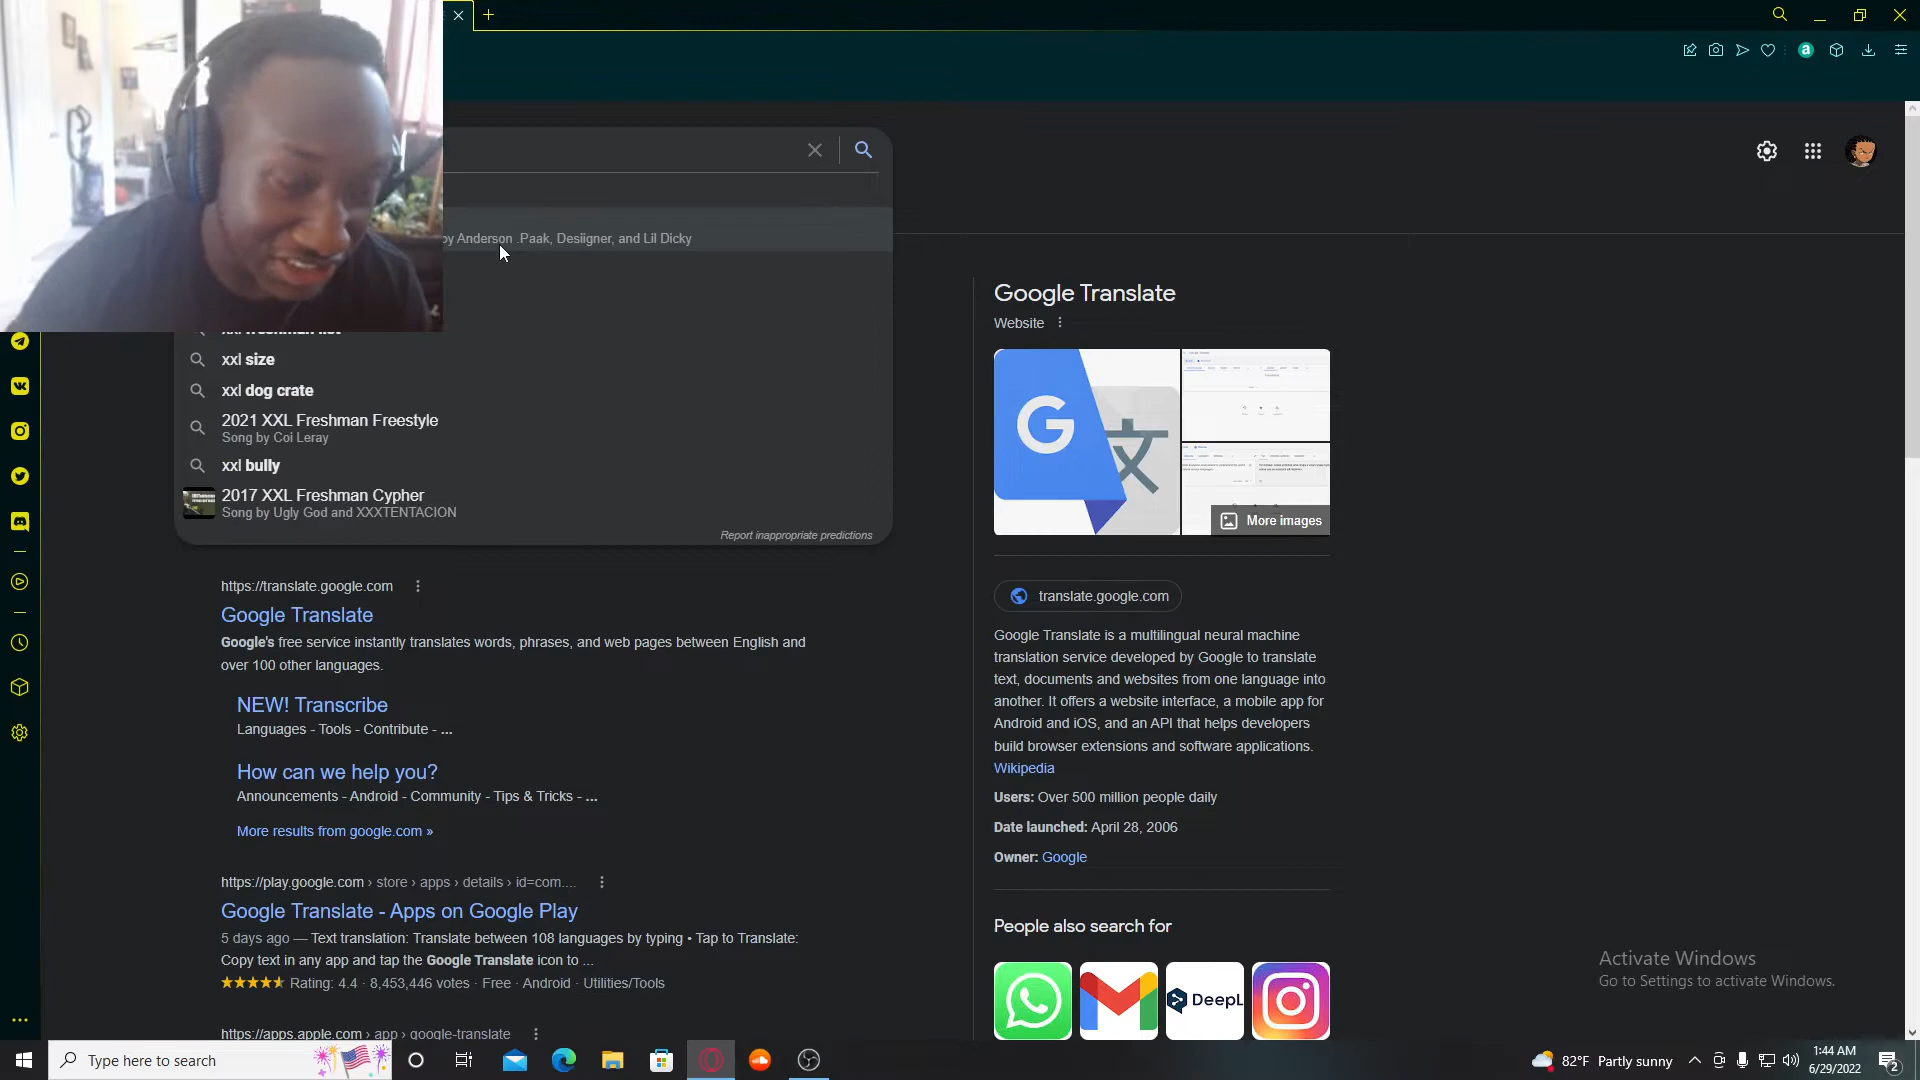 by Anderson .Paak, Desiigner, and Lil Dicky
xxl size
xxl dog crate
2021 XXL Freshman Freestyle
Song by Coi Leray
xxl bully
2017 XXL Freshman Cypher
Song by Ugly God and XXXTENTACION
Report inappropriate predictions
https://translate.google.com
Google Translate
Google's free service instantly translates words, phrases, and web pages between English and
over 100 other languages.
NEW! Transcribe
Languages - Tools - Contribute - ...
How can we help you?
Announcements - Android - Community - Tips & Tricks - ...
More results from google.com »
https://play.google.com › store › apps › details › id=com....
Google Translate - Apps on Google Play
5 days ago — Text translation: Translate between 108 languages by typing • Tap to Translate:
Copy text in any app and tap the Google Translate icon to ...
Rating: 4.4 · 8,453,446 votes · Free · Android · Utilities/Tools
https://apps.apple.com › app › google-translate
Google Translate
Website
G
文
More images
translate.google.com
Google Translate is a multilingual neural machine
translation service developed by Google to translate
text, documents and websites from one language into
another. It offers a website interface, a mobile app for
Android and iOS, and an API that helps developers
build browser extensions and software applications.
Wikipedia
Users: Over 500 million people daily
Date launched: April 28, 2006
Owner: Google
People also search for
DeepL
Activate Windows
Go to Settings to activate Windows.
Type here to search
82°F Partly sunny
1:44 AM
6/29/2022
2